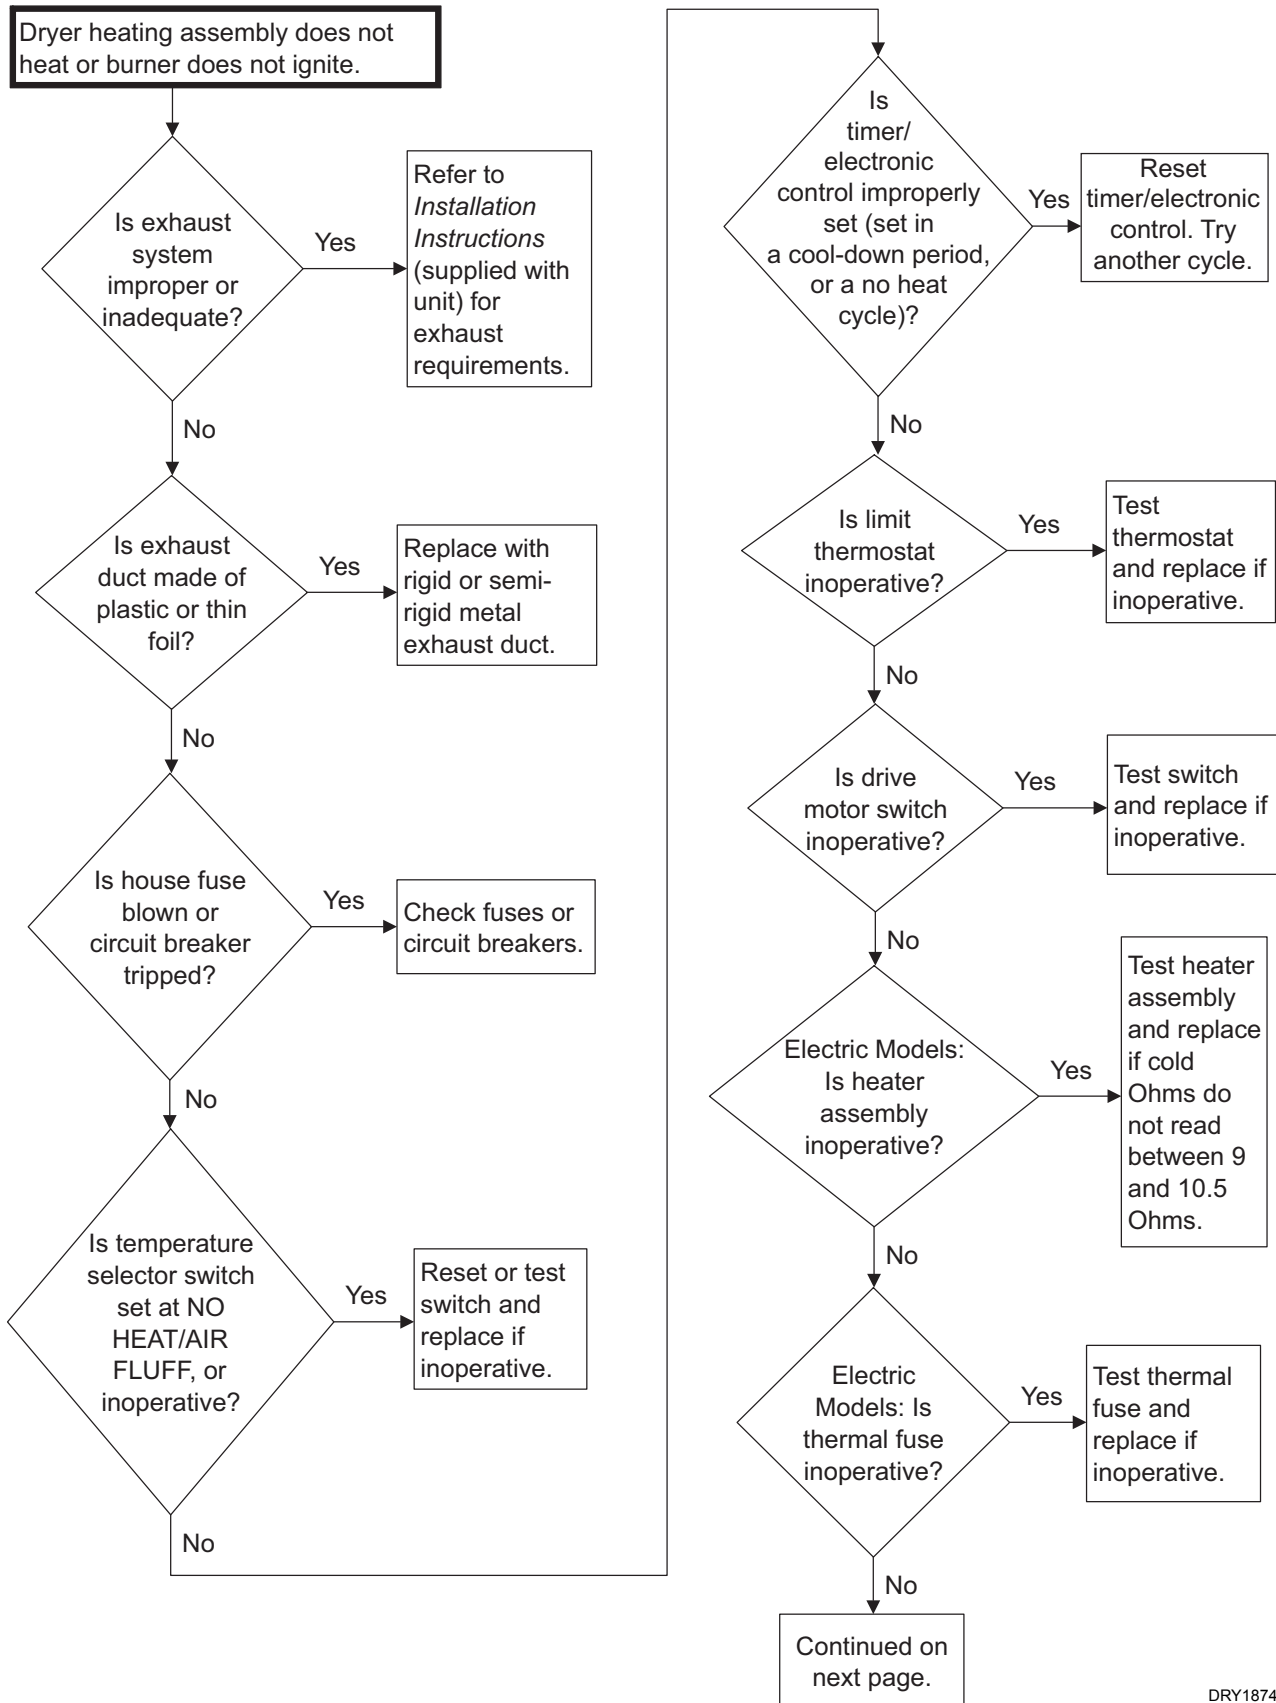 Dryer heating assembly does not
heat or burner does not ignite.
Is exhaust
system
improper or
inadequate?
Yes
Refer to
Installation
Instructions
(supplied with
unit) for
exhaust
requirements.
No
Is exhaust
duct made of
plastic or thin
foil?
Yes
Replace with
rigid or semi-
rigid metal
exhaust duct.
No
Is house fuse
blown or
circuit breaker
tripped?
Yes
Check fuses or
circuit breakers.
No
Is temperature
selector switch
set at NO
HEAT/AIR
FLUFF, or
inoperative?
Yes
Reset or test
switch and
replace if
inoperative.
No
Is
timer/
electronic
control improperly
set (set in
a cool-down period,
or a no heat
cycle)?
Yes
Reset
timer/electronic
control. Try
another cycle.
No
Is limit
thermostat
inoperative?
Yes
Test
thermostat
and replace if
inoperative.
No
Is drive
motor switch
inoperative?
Yes
Test switch
and replace if
inoperative.
No
Electric Models:
Is heater
assembly
inoperative?
Yes
Test heater
assembly
and replace
if cold
Ohms do
not read
between 9
and 10.5
Ohms.
No
Electric
Models: Is
thermal fuse
inoperative?
Yes
Test thermal
fuse and
replace if
inoperative.
No
Continued on
next page.
DRY1874